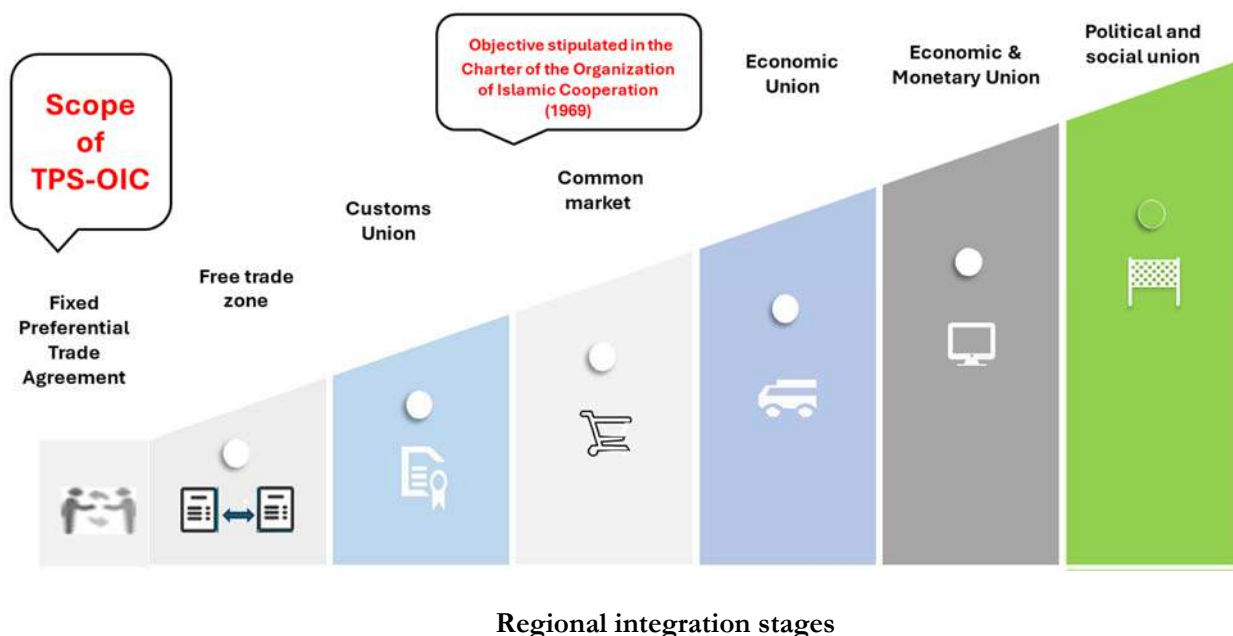 Scope
of
TPS-OIC
Objective stipulated in the
Charter of the Organization
of Islamic Cooperation
(1969)
Fixed
Preferential
Trade
Agreement
Free trade
zone
Customs
Union
Common
market
Economic
Union
Economic &
Monetary Union
Political and
social union
Regional integration stages